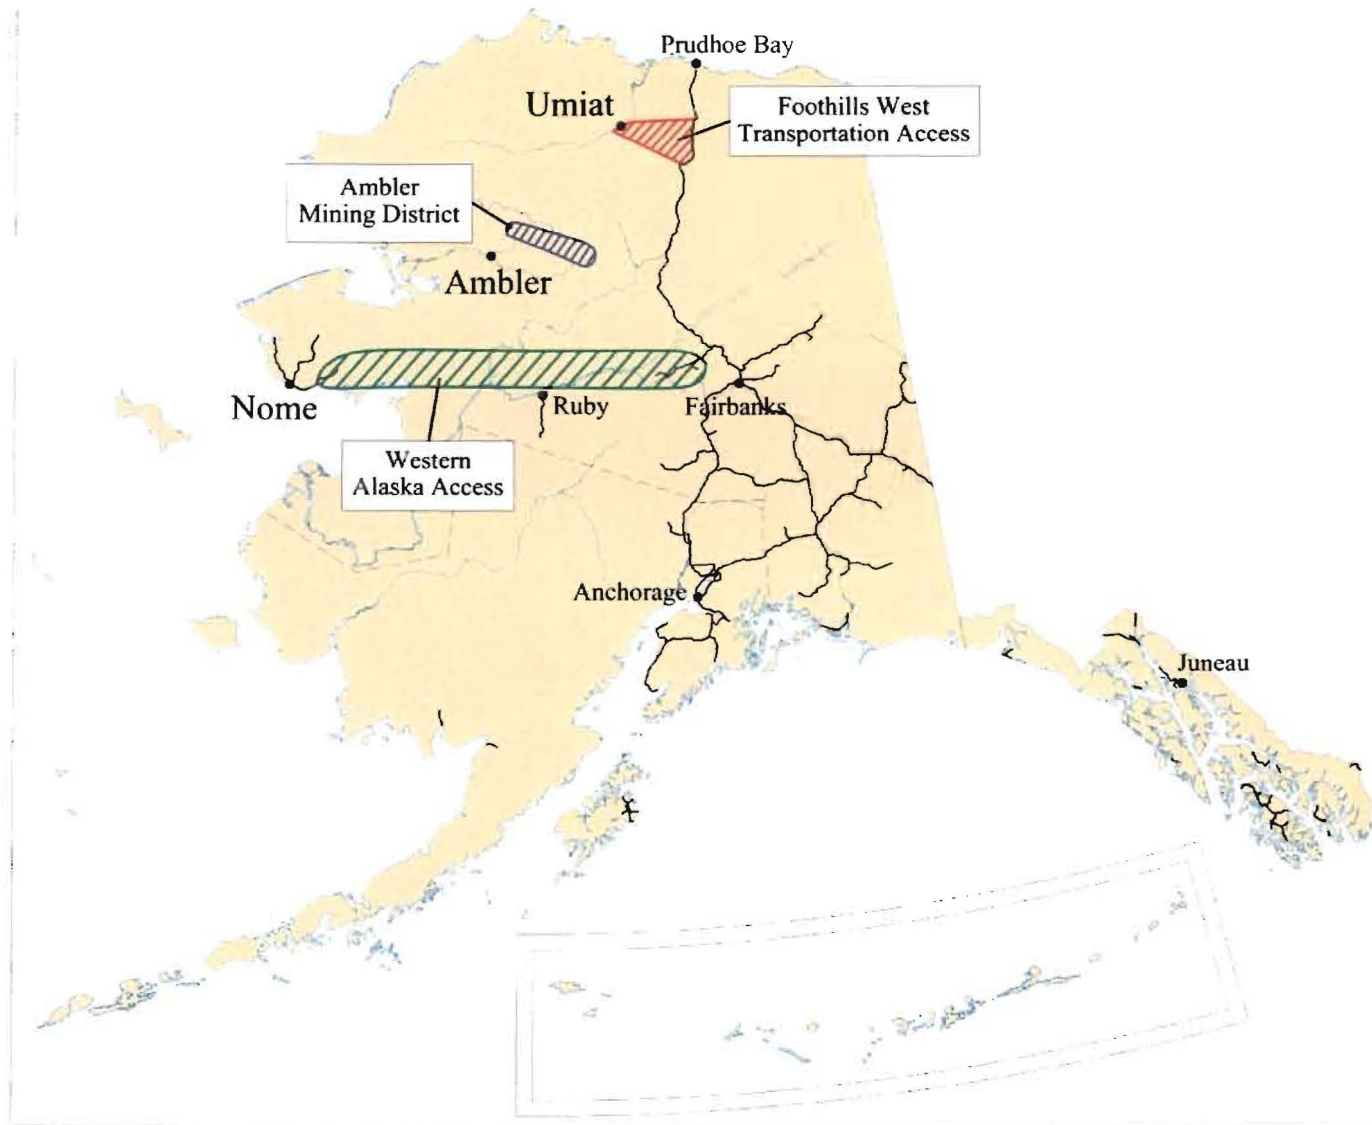 Prudhoe Bay
Umiat
Foothills West
Transportation Access
Ambler
Mining District
Ambler
Nome
Ruby
Fairbanks
Western
Alaska Access
Anchorage
Juneau